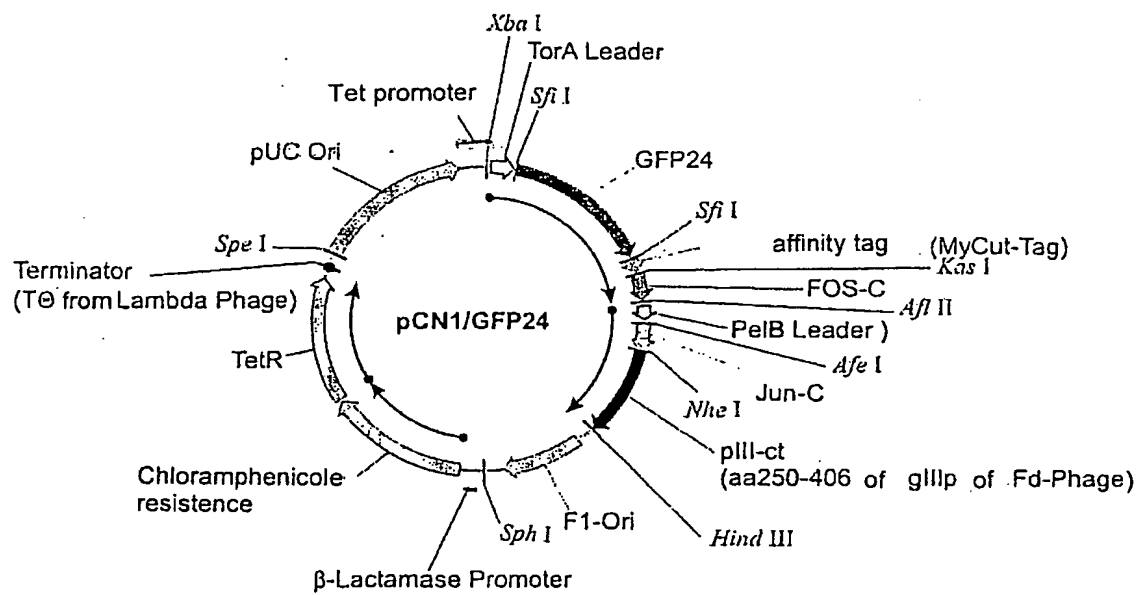 Xba I
TorA Leader
Sfi I
Tet promoter
pUC Ori
GFP24
Sfi I
Spe I
affinity tag (MyCut-Tag)
Kas I
Terminator
(TΘ from Lambda Phage)
FOS-C
Afl II
pCN1/GFP24
PelB Leader )
TetR
Afe I
Jun-C
Nhe I
pIII-ct
(aa250-406 of gIIIp of Fd-Phage)
Chloramphenicole
resistence
Sph I
F1-Ori
Hind III
β-Lactamase Promoter